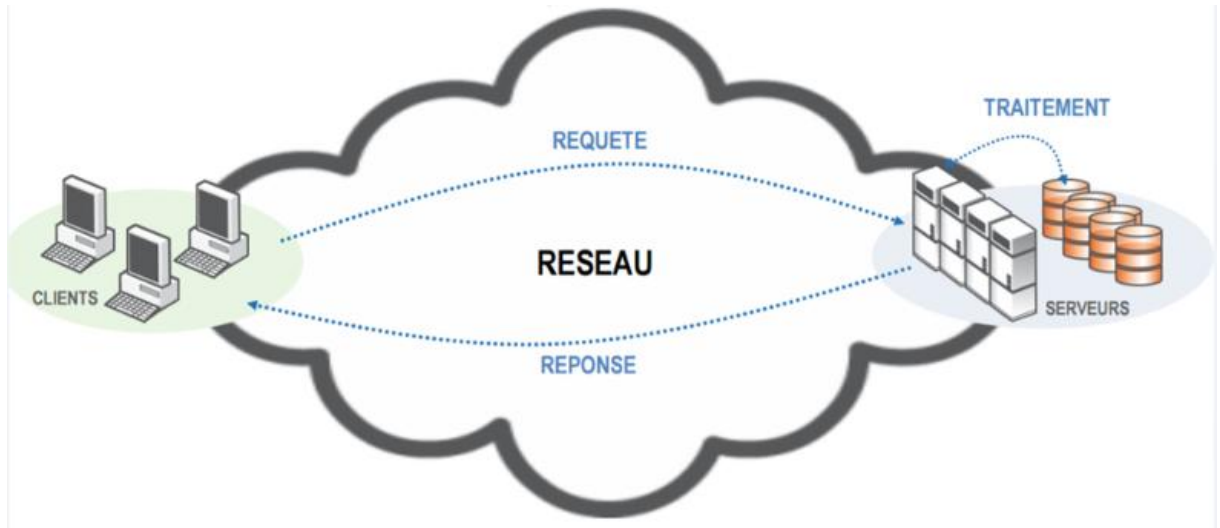 TRAITEMENT
REQUETE
RESEAU
CLIENTS
SERVEURS
REPONSE